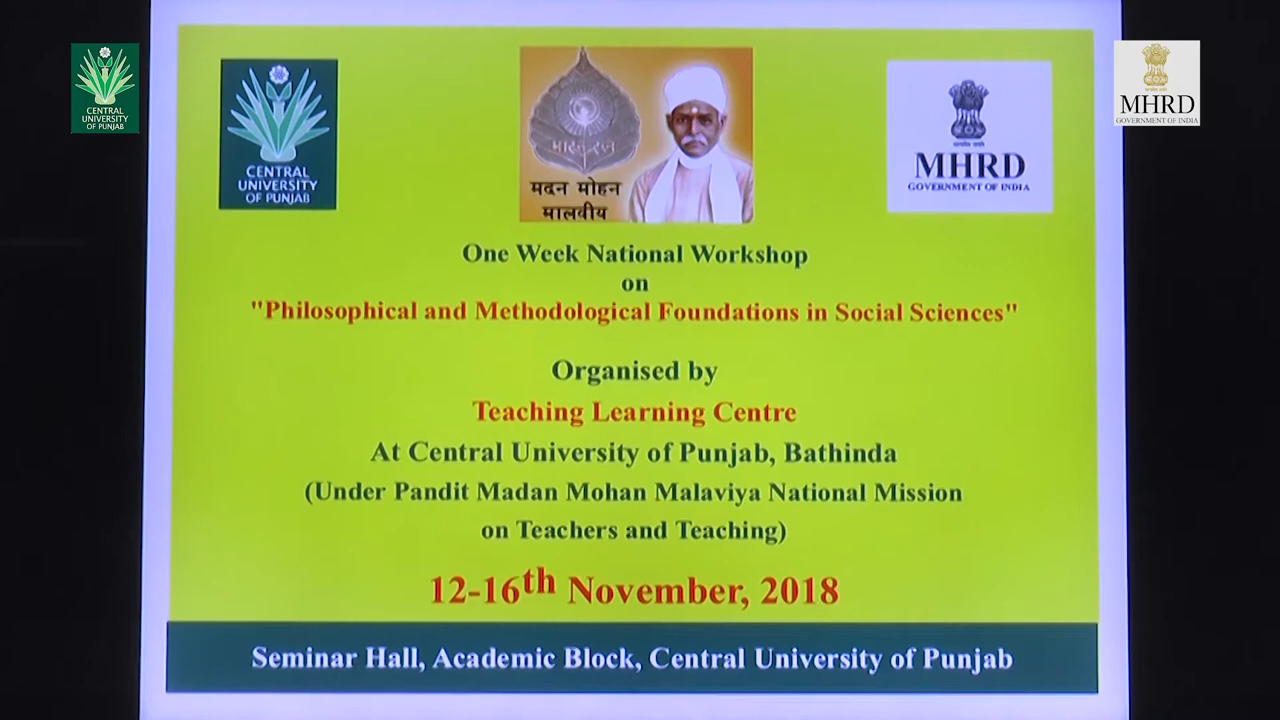 CENTRAL
UNIVERSITY
OF PUNJAB
MHRD
GOVERNMENT OF INDIA
CENTRAL
UNIVERSITY
OF PUNJAB
भारत रत्न
मदन मोहन
मालवीय
MHRD
GOVERNMENT OF INDIA
One Week National Workshop
on
"Philosophical and Methodological Foundations in Social Sciences"
Organised by
Teaching Learning Centre
At Central University of Punjab, Bathinda
(Under Pandit Madan Mohan Malaviya National Mission
on Teachers and Teaching)
12-16th November, 2018
Seminar Hall, Academic Block, Central University of Punjab